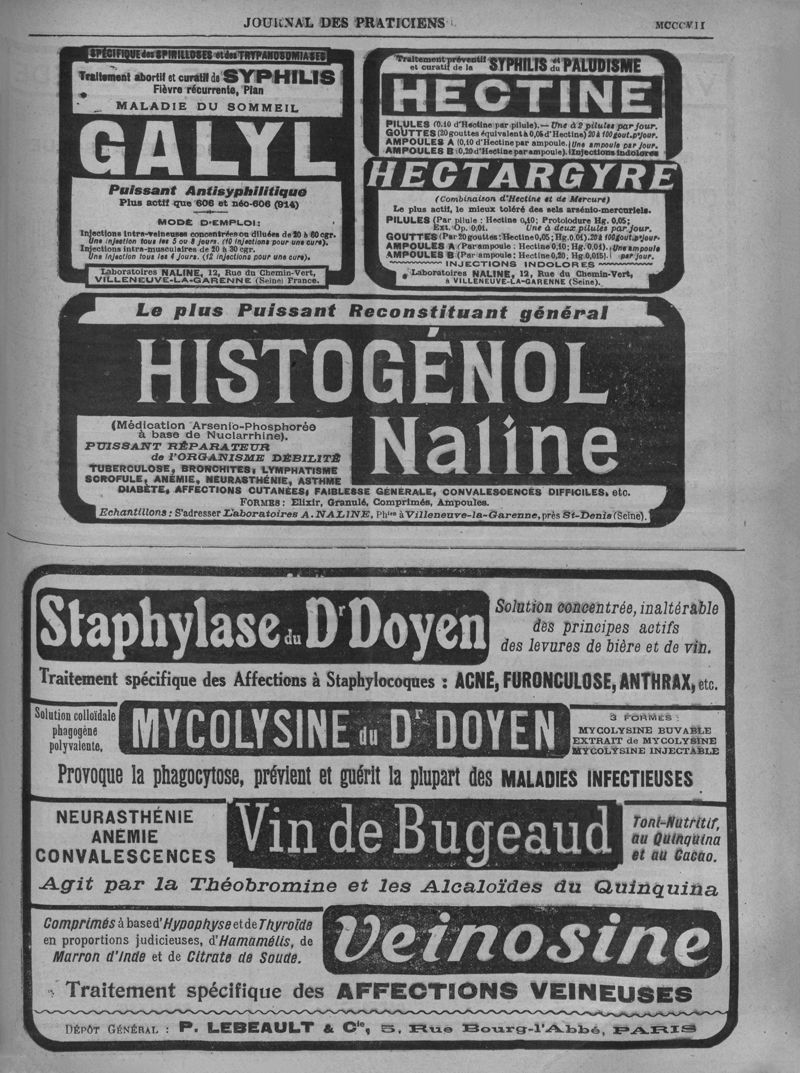 JOURNAL DES PRATICIENS
MCCCVII
SPÉCIFIQUE des SPIRILLOSES et des TRYPANOSOMIASES
Traitement abortif et curatif de SYPHILIS
Fièvre récurrente, Pian
MALADIE DU SOMMEIL
GALYL
Puissant Antisyphilitique
Plus actif que 606 et néo-606 (914)
MODE D'EMPLOI:
Injections intra-veineuses concentrées ou diluées de 20 à 60 cgr.
Une injection tous les 5 ou 8 jours. (10 injections pour une cure).
Injections intra-musculaires de 20 à 30 cgr.
Une injection tous les 4 jours. (12 injections pour une cure).
Laboratoires NALINE, 12, Rue du Chemin-Vert,
VILLENEUVE-LA-GARENNE (Seine) France.
Traitement préventif et curatif de la SYPHILIS et du PALUDISME
HECTINE
PILULES (0.10 d'Hectine par pilule). — Une à 2 pilules par jour.
GOUTTES (20 gouttes équivalent à 0,05 d'Hectine) 20 à 100 gout. p' jour.
AMPOULES A (0,10 d'Hectine par ampoule. Une ampoule par jour.
AMPOULES B (0,20 d'Hectine par ampoule). Injections indolores
HECTARGYRE
(Combinaison d'Hectine et de Mercure)
Le plus actif, le mieux toléré des sels arsénio-mercuriels.
PILULES (Par pilule : Hectine 0,10; Protoiodure Hg. 0,05;
Ext. Op. 0,01. Une à deux pilules par jour.
GOUTTES (Par 20 gouttes : Hectine 0,05; Hg. 0,01). 20 à 100 gout. p' jour.
AMPOULES A (Par ampoule : Hectine 0,10; Hg. 0,01). Une ampoule
AMPOULES B (Par ampoule : Hectine 0,20; Hg. 0,015). par jour.
INJECTIONS INDOLORES
Laboratoires NALINE, 12, Rue du Chemin-Vert,
à VILLENEUVE-LA-GARENNE (Seine).
Le plus Puissant Reconstituant général
HISTOGÉNOL
Naline
(Médication Arsenio-Phosphorée
à base de Nuclarrhine).
PUISSANT RÉPARATEUR
de l'ORGANISME DÉBILITÉ
TUBERCULOSE, BRONCHITES, LYMPHATISME
SCROFULE, ANÉMIE, NEURASTHÉNIE, ASTHME
DIABÈTE, AFFECTIONS CUTANÉES, FAIBLESSE GÉNÉRALE, CONVALESCENCES DIFFICILES, etc.
FORMES : Elixir, Granulé, Comprimés, Ampoules.
Echantillons : S'adresser Laboratoires A. NALINE, Phien à Villeneuve-la-Garenne, près St-Denis (Seine).
Staphylase du Dr Doyen
Solution concentrée, inaltérable
des principes actifs
des levures de bière et de vin.
Traitement spécifique des Affections à Staphylocoques : ACNÉ, FURONCULOSE, ANTHRAX, etc.
Solution colloïdale
phagogène
polyvalente,
MYCOLYSINE du Dr DOYEN
3 FORMES :
MYCOLYSINE BUVABLE
EXTRAIT de MYCOLYSINE
MYCOLYSINE INJECTABLE
Provoque la phagocytose, prévient et guérit la plupart des MALADIES INFECTIEUSES
NEURASTHÉNIE
ANÉMIE
CONVALESCENCES
Vin de Bugeaud
Toni-Nutritif,
au Quinquina
et au Cacao.
Agit par la Théobromine et les Alcaloïdes du Quinquina
Comprimés à base d'Hypophyse et de Thyroïde
en proportions judicieuses, d'Hamamélis, de
Marron d'Inde et de Citrate de Soude.
Veinosine
Traitement spécifique des AFFECTIONS VEINEUSES
DÉPÔT GÉNÉRAL : P. LEBEAULT & Cie, 5, Rue Bourg-l'Abbé, PARIS